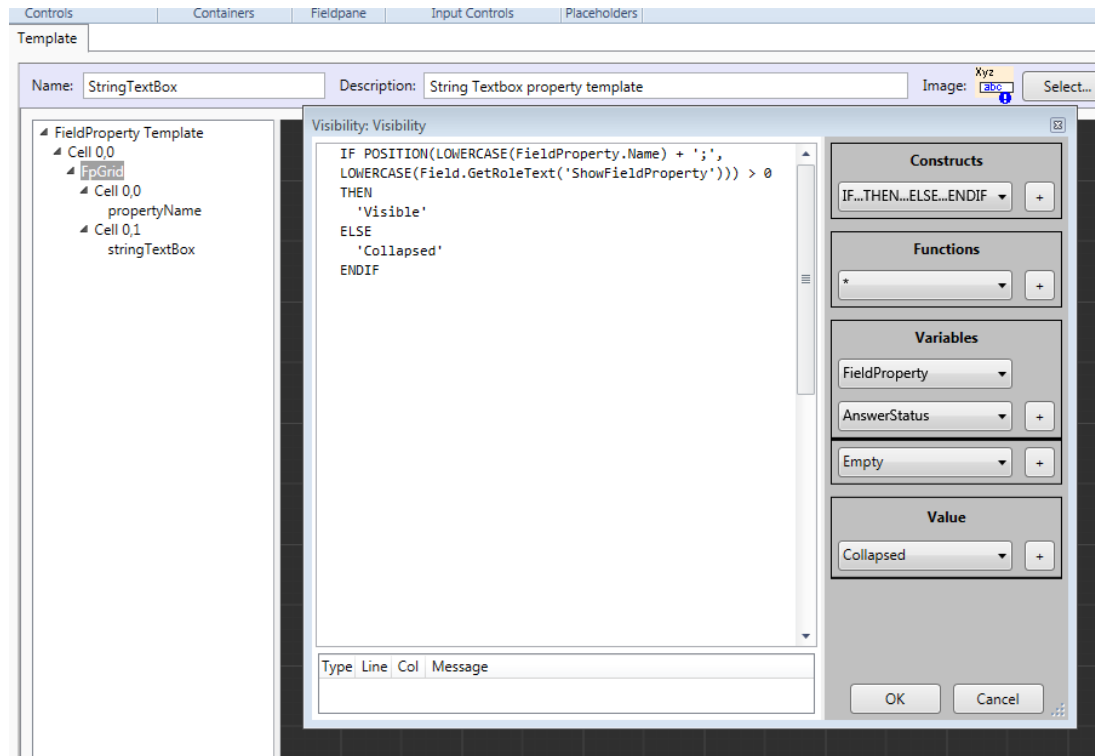 Controls Containers Fieldpane Input Controls Placeholders
Template
Name: StringTextBox Description: String Textbox property template Image: Xyz abc Select...
FieldProperty Template
Cell 0,0
FpGrid
Cell 0,0
propertyName
Cell 0,1
stringTextBox
Visibility: Visibility
IF POSITION(LOWERCASE(FieldProperty.Name) + ';',
LOWERCASE(Field.GetRoleText('ShowFieldProperty'))) > 0
THEN
'Visible'
ELSE
'Collapsed'
ENDIF
Type Line Col Message
Constructs
IF...THEN...ELSE...ENDIF +
Functions
* +
Variables
FieldProperty
AnswerStatus +
Empty +
Value
Collapsed +
OK Cancel